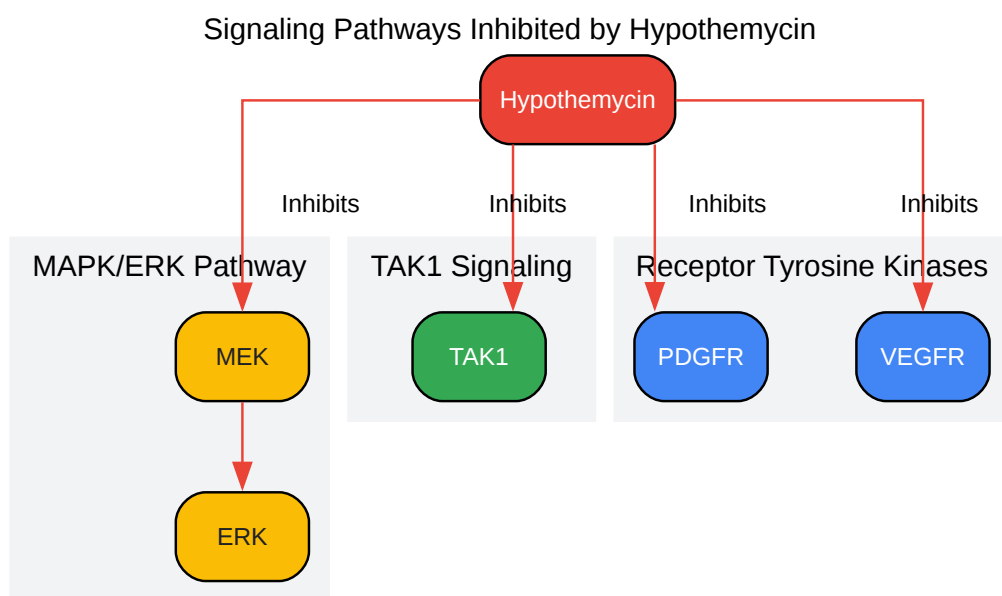 Signaling Pathways Inhibited by Hypothemycin
Hypothemycin
Inhibits
Inhibits
Inhibits
Inhibits
MAPK/ERK Pathway
TAK1 Signaling
Receptor Tyrosine Kinases
MEK
TAK1
PDGFR
VEGFR
ERK